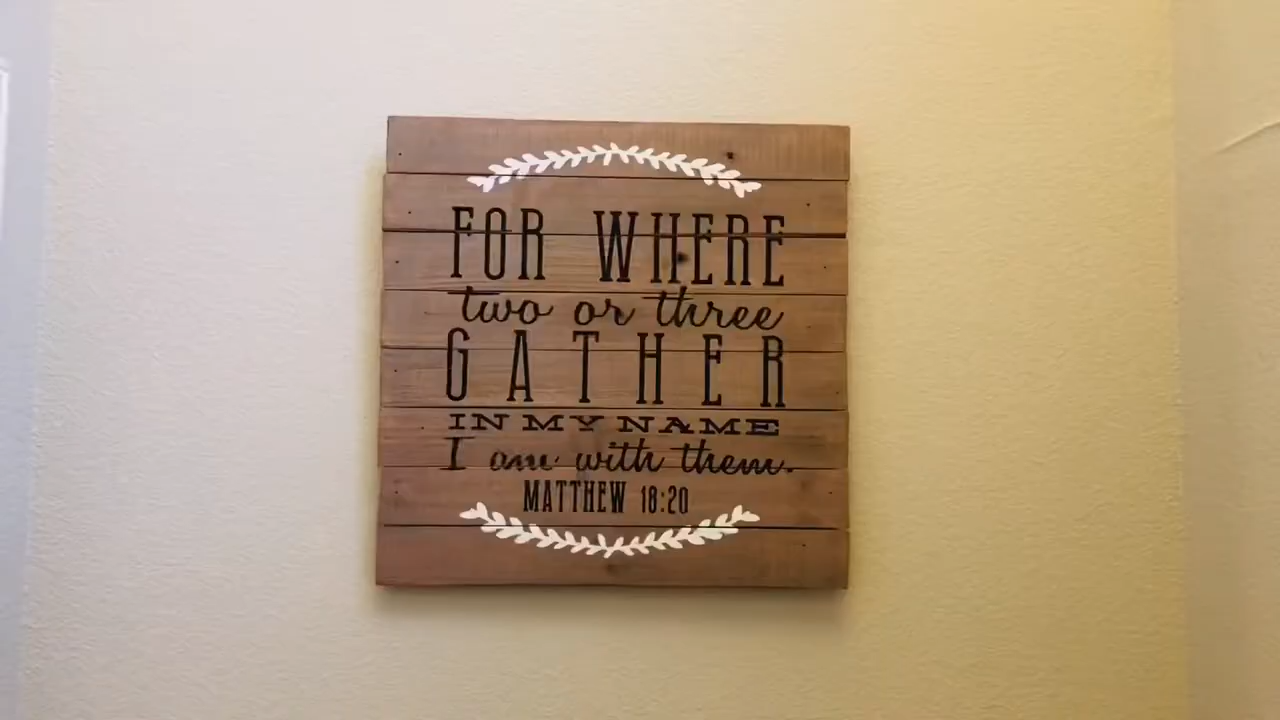 FOR WHERE
two or three
GATHER
IN MY NAME
I am with them.
MATTHEW 18:20